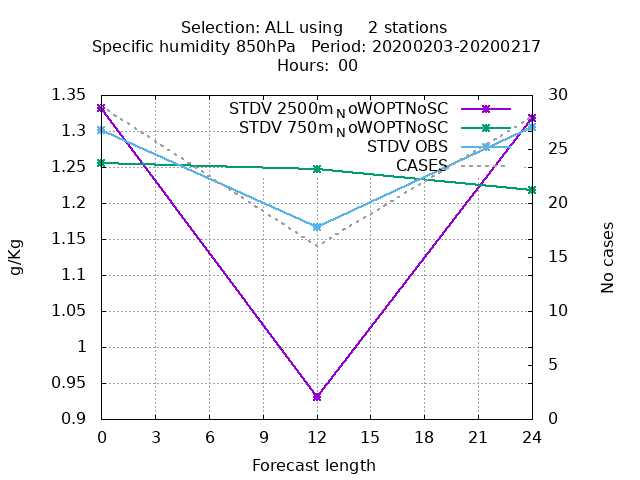 Selection: ALL using     2 stations
Specific humidity 850hPa   Period: 20200203-20200217
Hours:  00
STDV 2500mNoWOPTNoSC
STDV 750mNoWOPTNoSC
STDV OBS
CASES
1.35
1.3
1.25
1.2
1.15
1.1
1.05
1
0.95
0.9
g/Kg
30
25
20
15
10
5
0
No cases
0 3 6 9 12 15 18 21 24
Forecast length